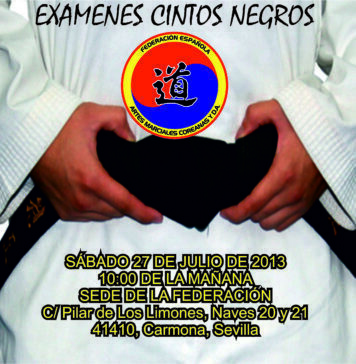 EXAMENES CINTOS NEGROS
FEDERACIÓN ESPAÑOLA
道
ARTES MARCIALES COREANAS Y D.A.
SÁBADO 27 DE JULIO DE 2013
10:00 DE LA MAÑANA
SEDE DE LA FEDERACIÓN
C/ Pilar de Los Limones, Naves 20 y 21
41410, Carmona, Sevilla